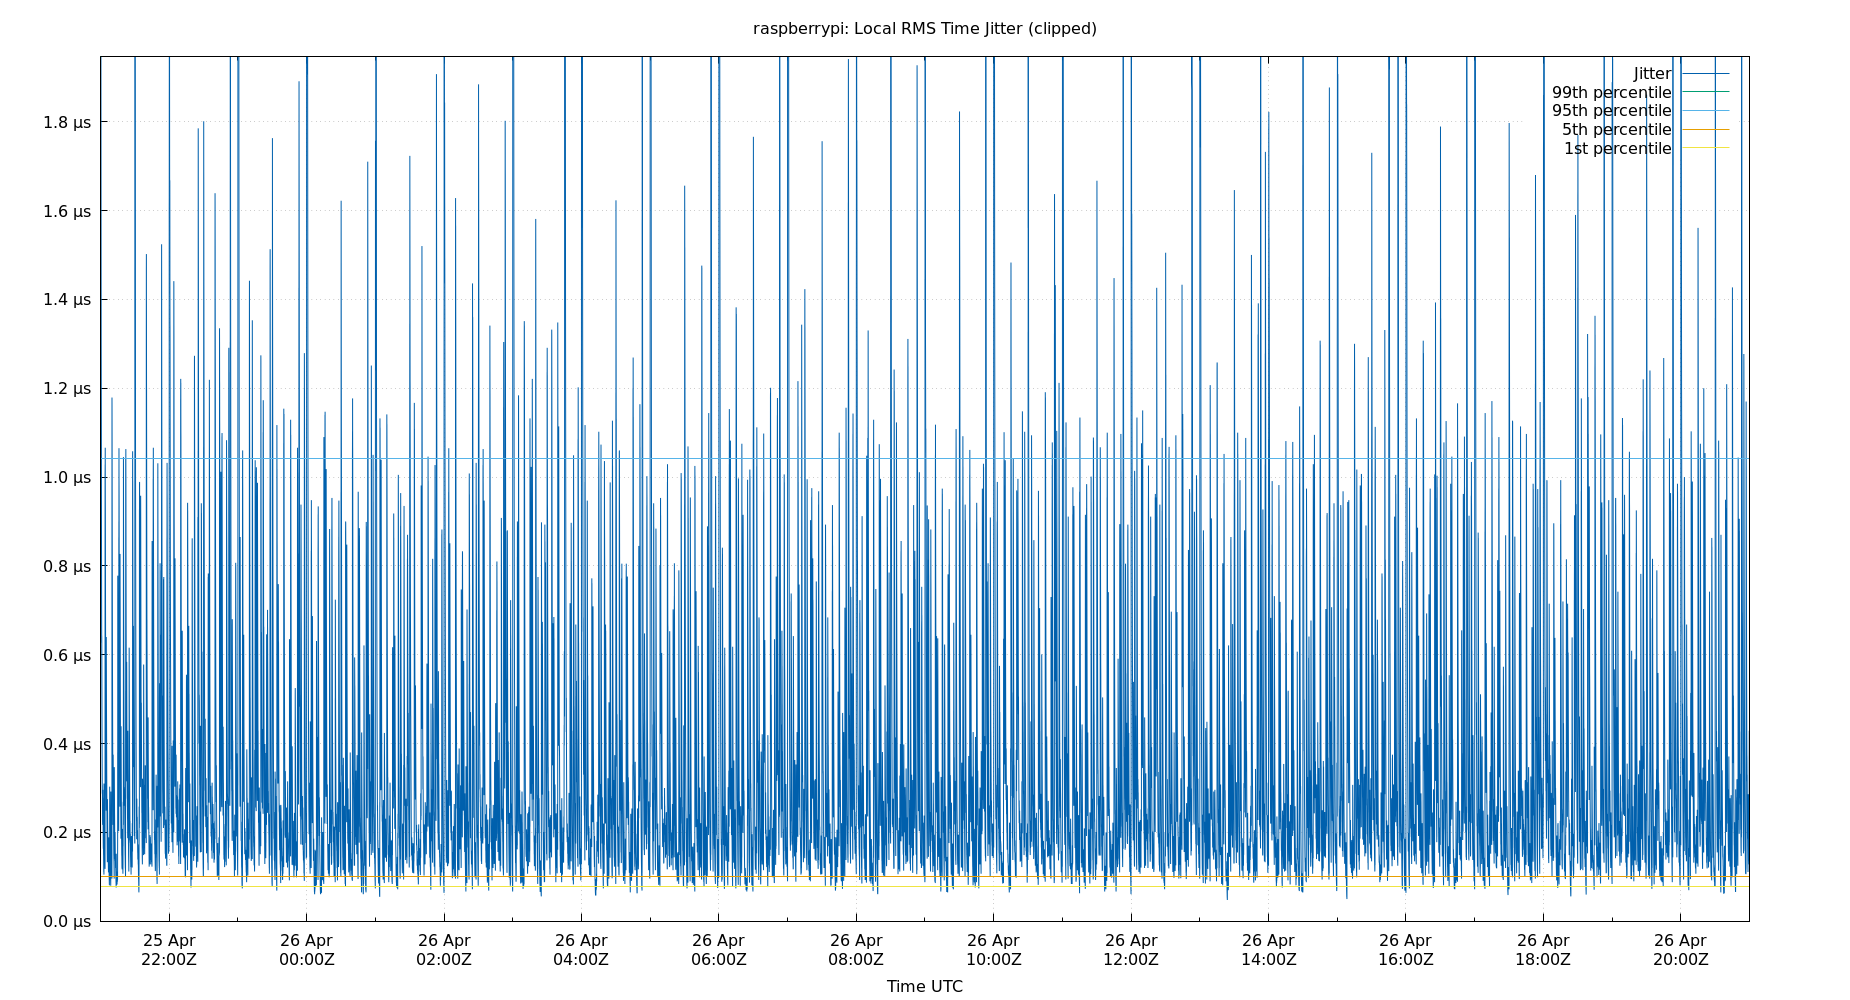 raspberrypi: Local RMS Time Jitter (clipped)
Jitter
99th percentile
95th percentile
5th percentile
1st percentile
1.8 µs
1.6 µs
1.4 µs
1.2 µs
1.0 µs
0.8 µs
0.6 µs
0.4 µs
0.2 µs
0.0 µs
25 Apr 26 Apr 26 Apr 26 Apr 26 Apr 26 Apr 26 Apr 26 Apr 26 Apr 26 Apr 26 Apr 26 Apr
22:00Z 00:00Z 02:00Z 04:00Z 06:00Z 08:00Z 10:00Z 12:00Z 14:00Z 16:00Z 18:00Z 20:00Z
Time UTC